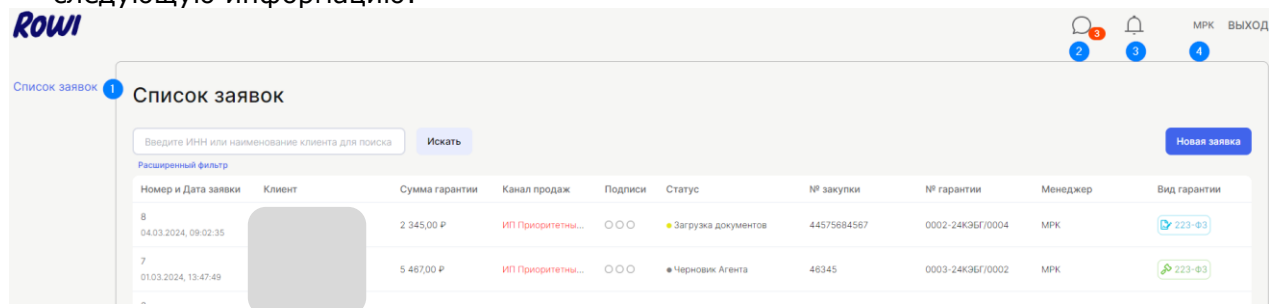 следующую информацию:
ROWI
3
МРК ВЫХОД
2 3 4
Список заявок 1
Список заявок
Введите ИНН или наименование клиента для поиска Искать Новая заявка
Расширенный фильтр
Номер и Дата заявки Клиент Сумма гарантии Канал продаж Подписи Статус № закупки № гарантии Менеджер Вид гарантии
8
04.03.2024, 09:02:35 2 345,00 ₽ ИП Приоритетны... Загрузка документов 44575684567 0002-24КЭБГ/0004 МРК 223-ФЗ
7
01.03.2024, 13:47:49 5 467,00 ₽ ИП Приоритетны... Черновик Агента 46345 0003-24КЭБГ/0002 МРК 223-ФЗ